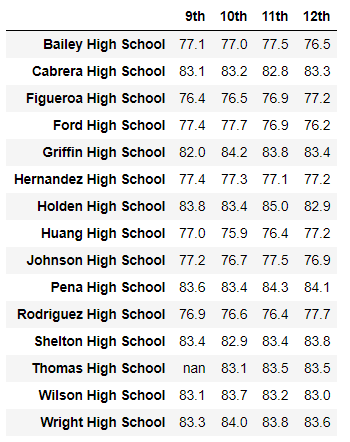 9th 10th 11th 12th
Bailey High School 77.1 77.0 77.5 76.5
Cabrera High School 83.1 83.2 82.8 83.3
Figueroa High School 76.4 76.5 76.9 77.2
Ford High School 77.4 77.7 76.9 76.2
Griffin High School 82.0 84.2 83.8 83.4
Hernandez High School 77.4 77.3 77.1 77.2
Holden High School 83.8 83.4 85.0 82.9
Huang High School 77.0 75.9 76.4 77.2
Johnson High School 77.2 76.7 77.5 76.9
Pena High School 83.6 83.4 84.3 84.1
Rodriguez High School 76.9 76.6 76.4 77.7
Shelton High School 83.4 82.9 83.4 83.8
Thomas High School nan 83.1 83.5 83.5
Wilson High School 83.1 83.7 83.2 83.0
Wright High School 83.3 84.0 83.8 83.6